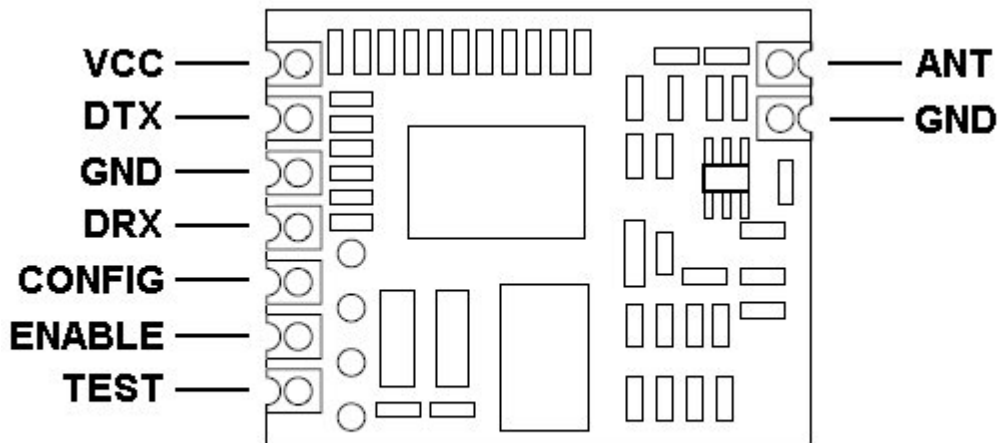 VCC
DTX
GND
DRX
CONFIG
ENABLE
TEST
ANT
GND